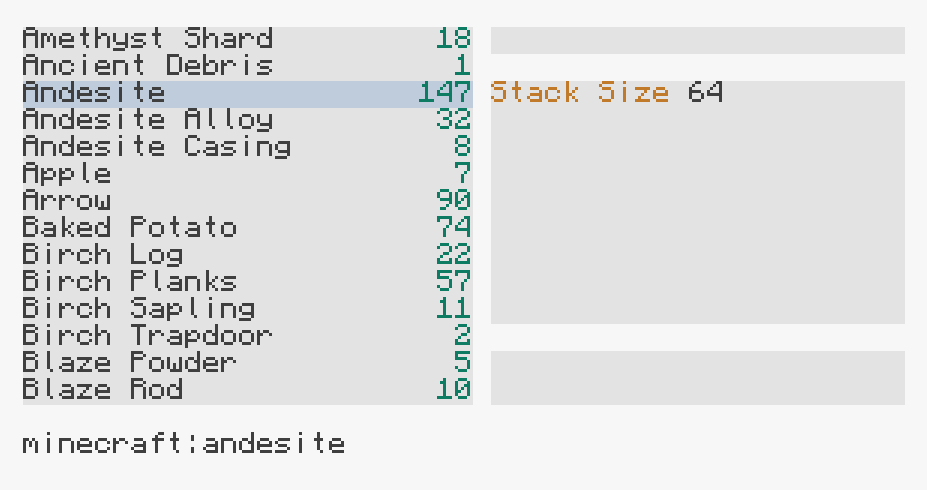 Amethyst Shard 18
Ancient Debris 1
Andesite 147
Andesite Alloy 32
Andesite Casing 8
Apple 7
Arrow 90
Baked Potato 74
Birch Log 22
Birch Planks 57
Birch Sapling 11
Birch Trapdoor 2
Blaze Powder 5
Blaze Rod 10
Stack Size 64
minecraft:andesite